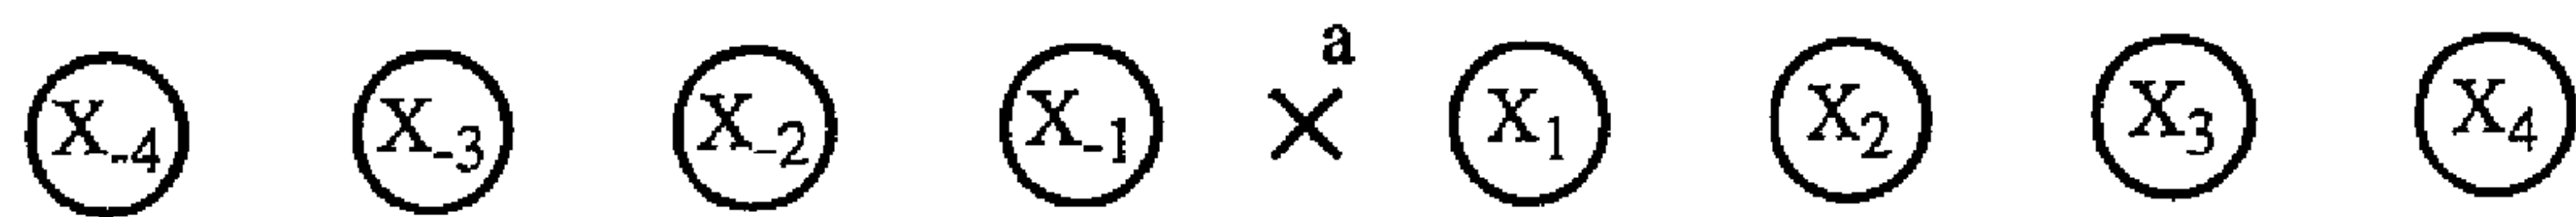 X₋₄ X₋₃ X₋₂ X₋₁ a X₁ X₂ X₃ X₄